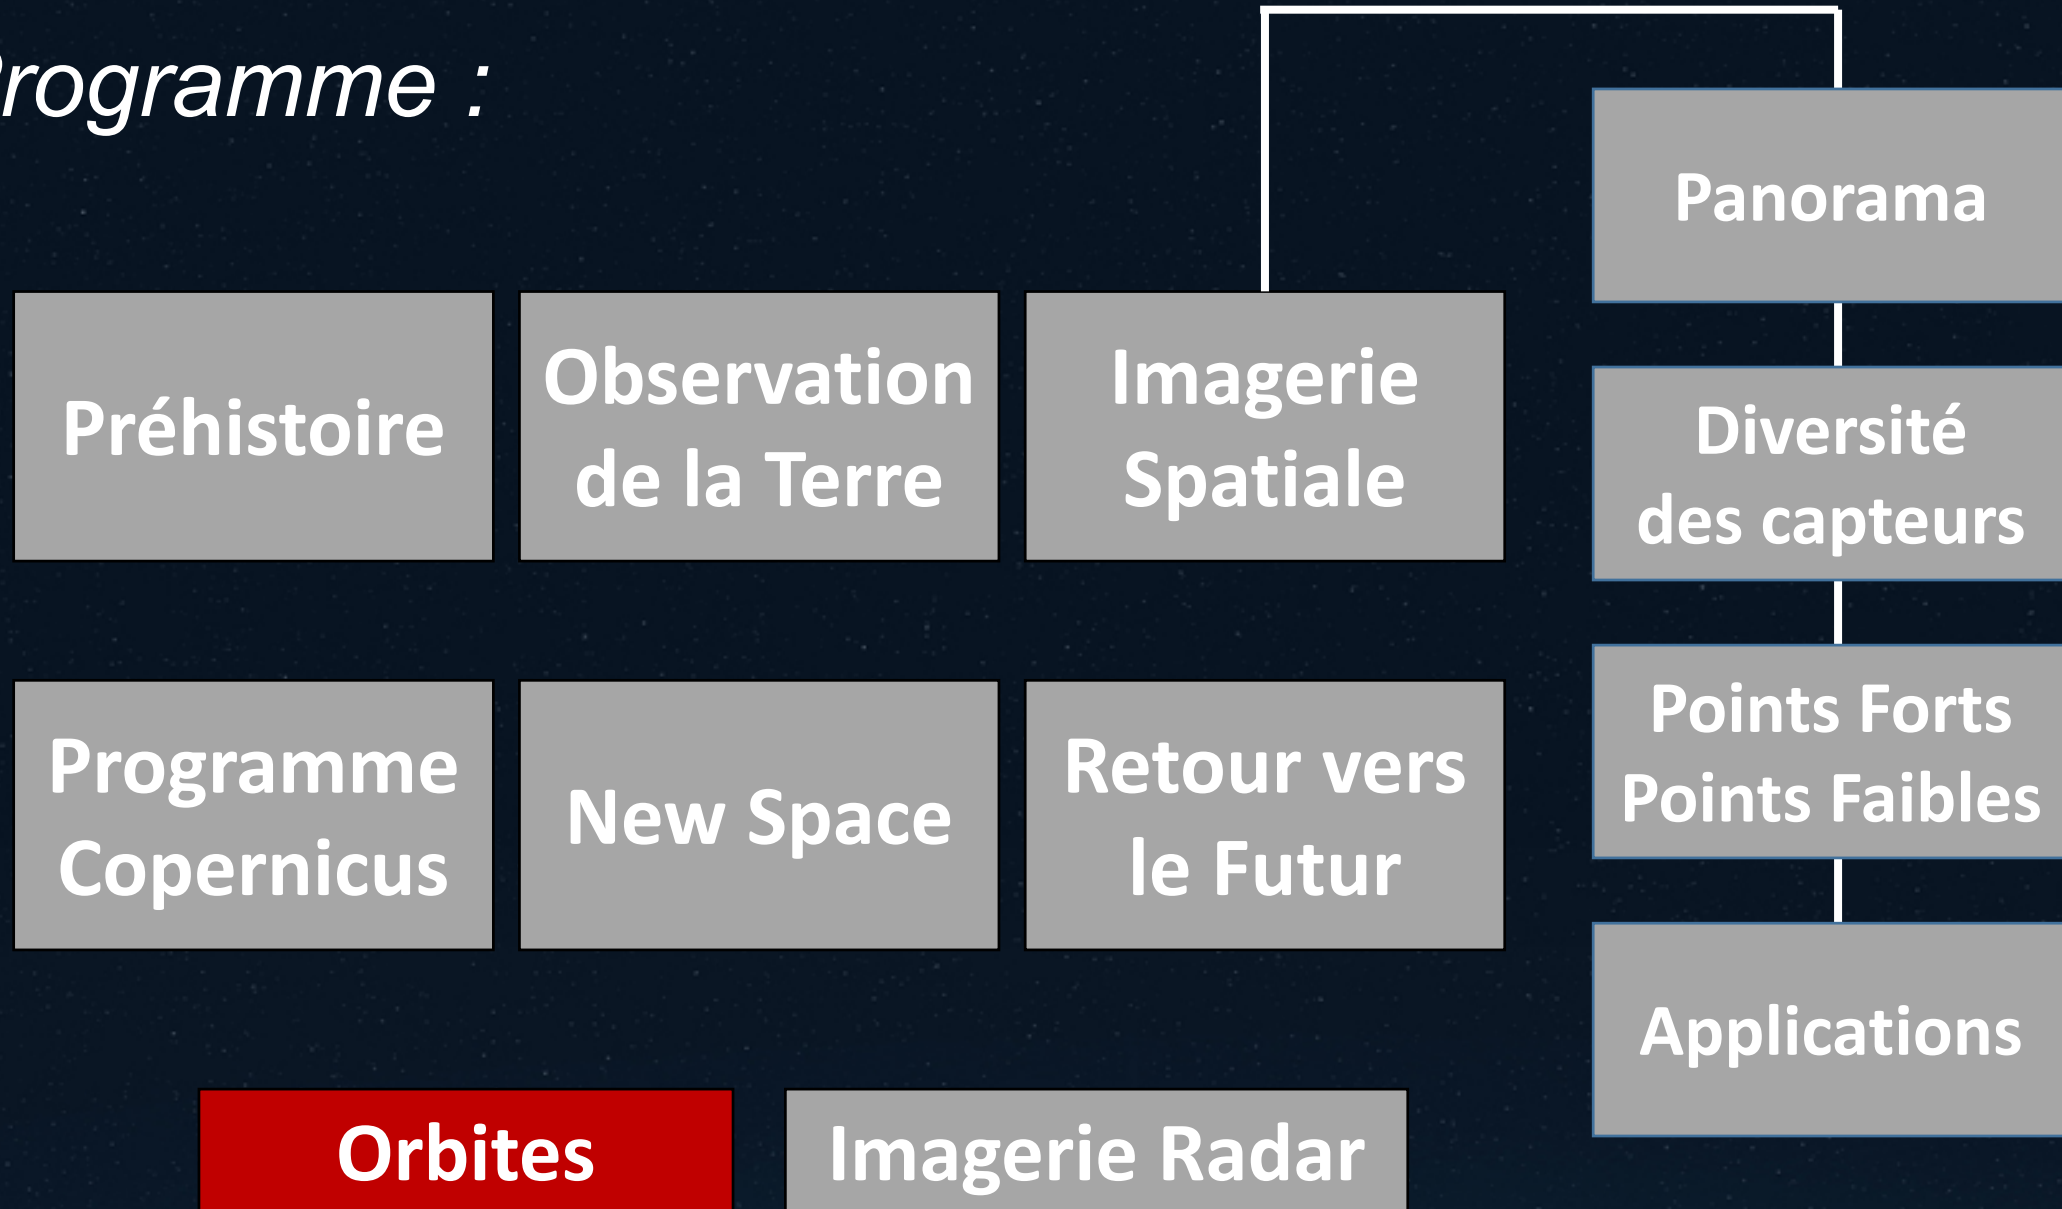 Programme :
Préhistoire
Observation
de la Terre
Imagerie
Spatiale
Programme
Copernicus
New Space
Retour vers
le Futur
Orbites
Imagerie Radar
Panorama
Diversité
des capteurs
Points Forts
Points Faibles
Applications